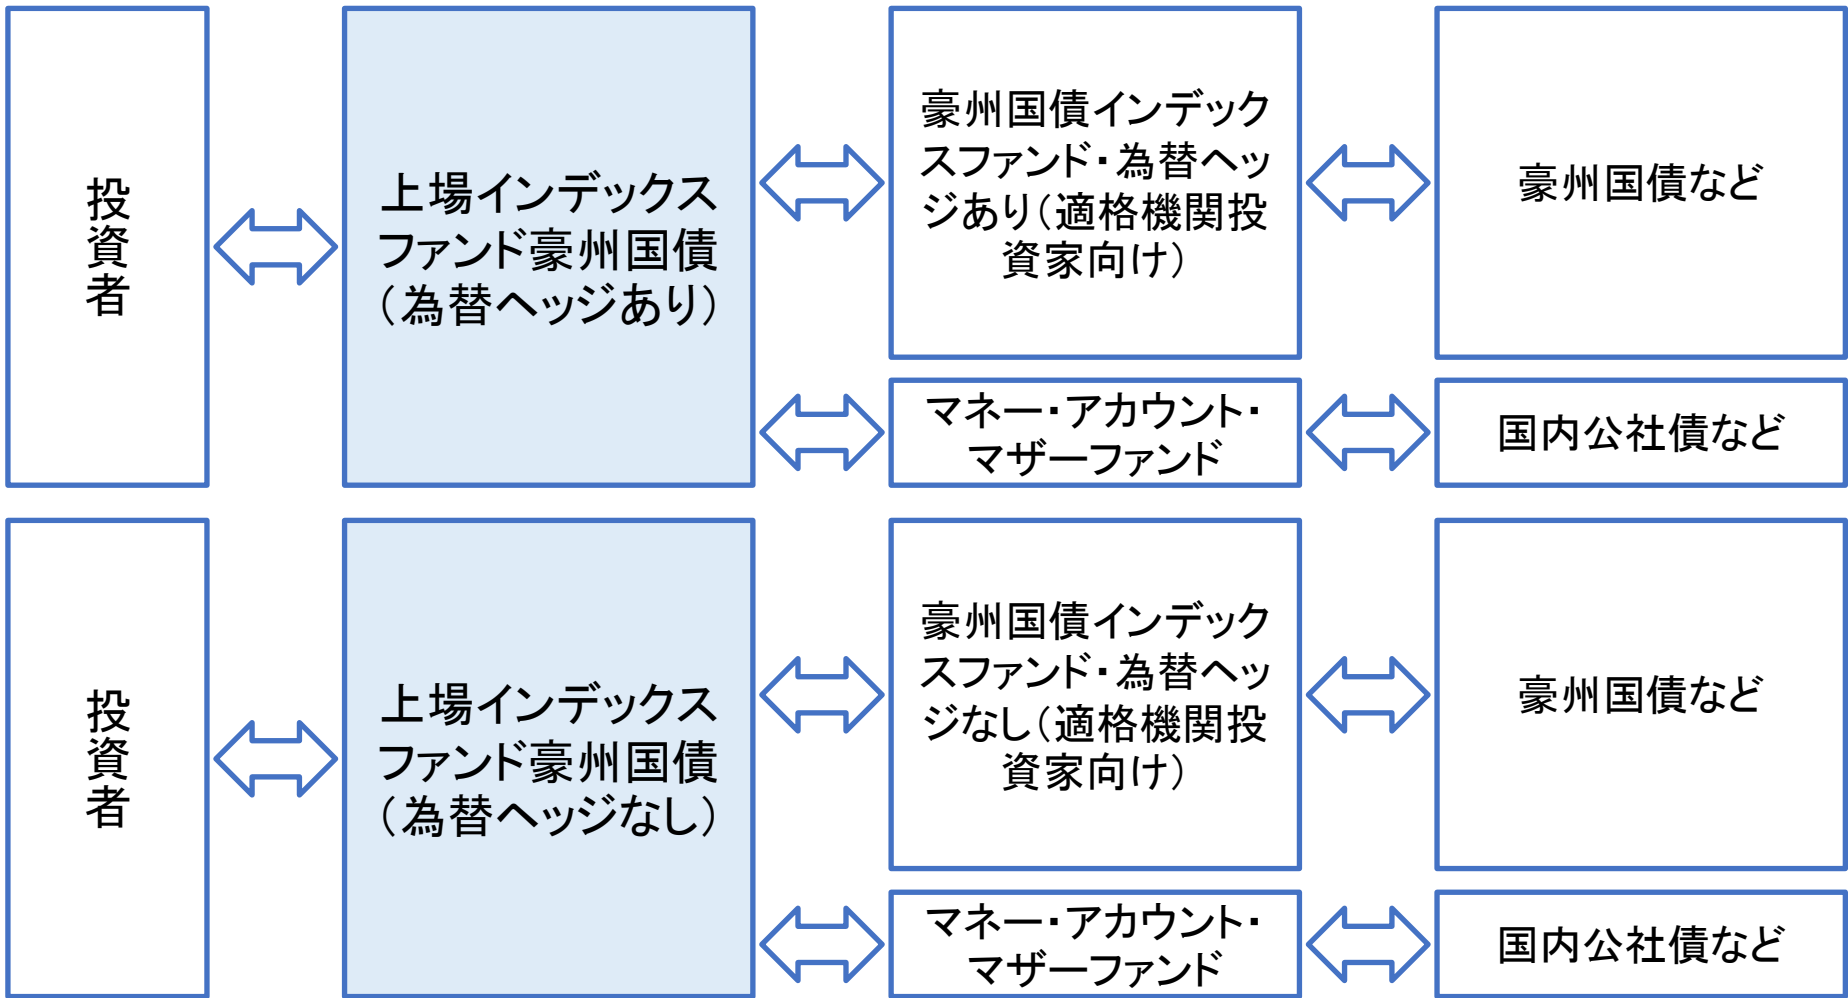 投資者
上場インデックス
ファンド豪州国債
（為替ヘッジあり）
豪州国債インデック
スファンド・為替ヘッ
ジあり（適格機関投
資家向け）
豪州国債など
マネー・アカウント・
マザーファンド
国内公社債など
投資者
上場インデックス
ファンド豪州国債
（為替ヘッジなし）
豪州国債インデック
スファンド・為替ヘッ
ジなし（適格機関投
資家向け）
豪州国債など
マネー・アカウント・
マザーファンド
国内公社債など